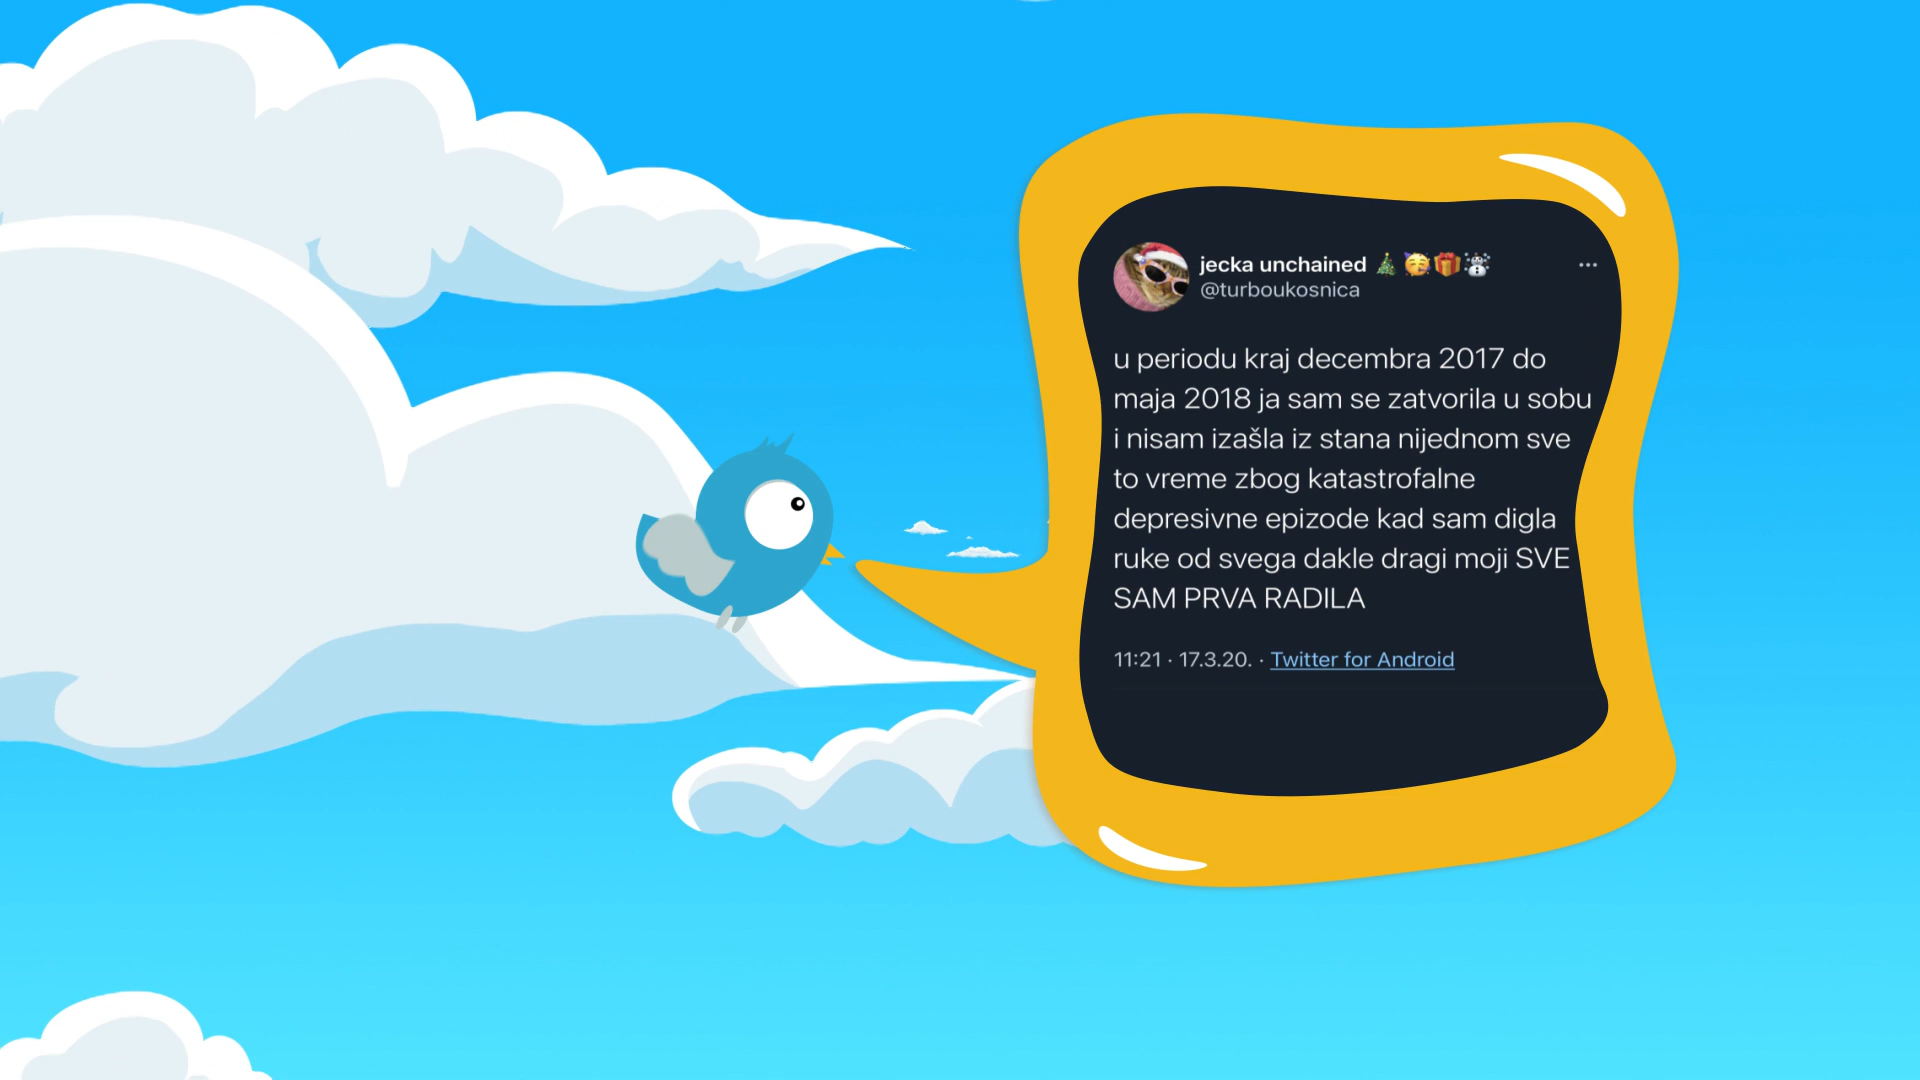 jecka unchained 🎄🥳🎁☃️
@turboukosnica
u periodu kraj decembra 2017 do
maja 2018 ja sam se zatvorila u sobu
i nisam izašla iz stana nijednom sve
to vreme zbog katastrofalne
depresivne epizode kad sam digla
ruke od svega dakle dragi moji SVE
SAM PRVA RADILA
11:21 · 17.3.20. · Twitter for Android